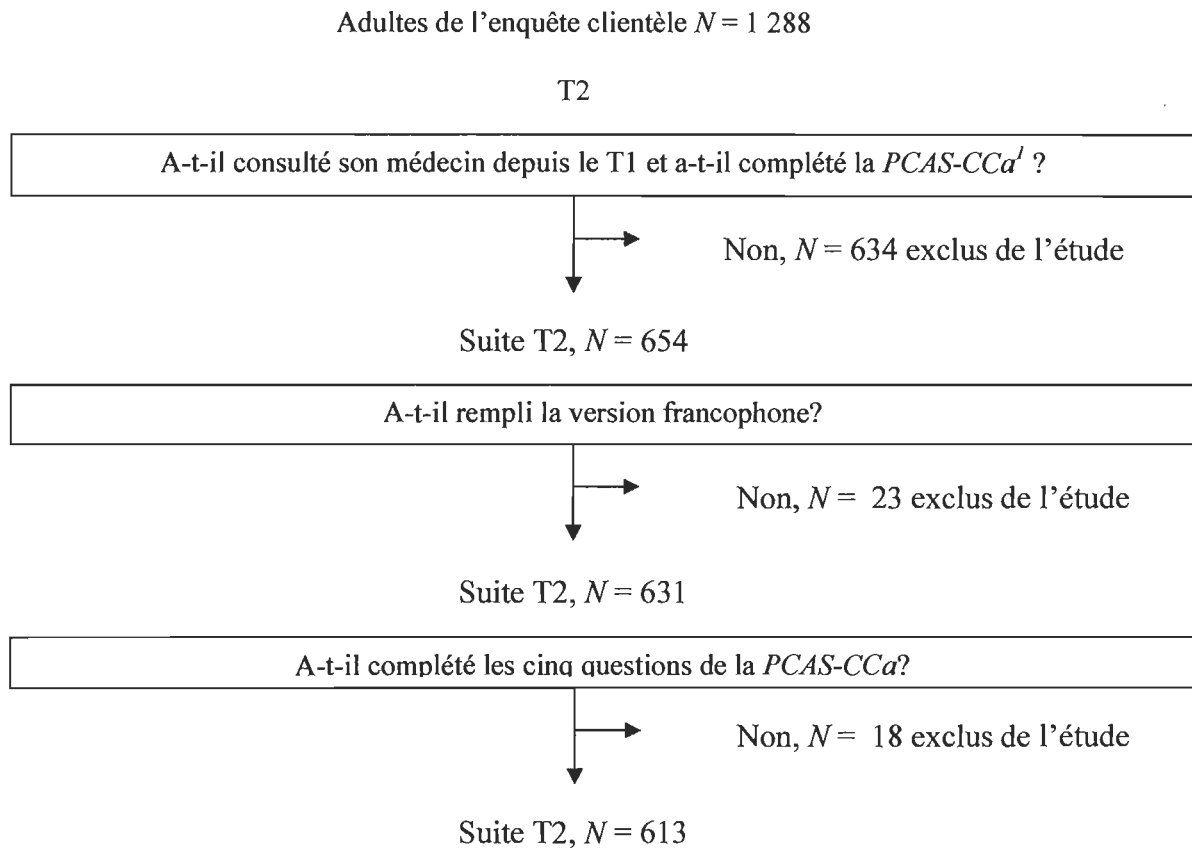 Adultes de l'enquête clientèle N = 1 288
T2
A-t-il consulté son médecin depuis le T1 et a-t-il complété la PCAS-CCa¹ ?
Non, N = 634 exclus de l'étude
Suite T2, N = 654
A-t-il rempli la version francophone?
Non, N = 23 exclus de l'étude
Suite T2, N = 631
A-t-il complété les cinq questions de la PCAS-CCa?
Non, N = 18 exclus de l'étude
Suite T2, N = 613